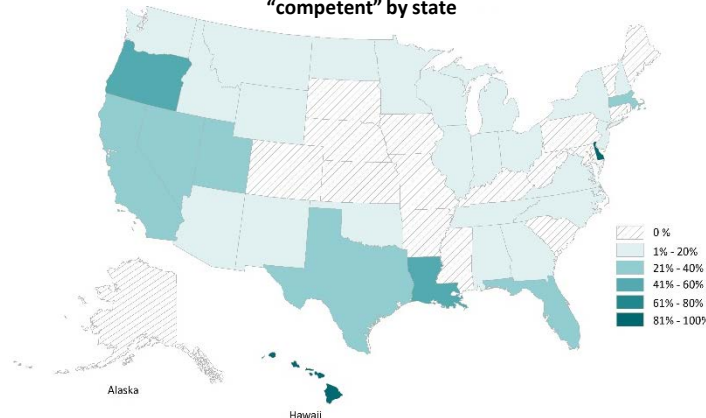 “competent” by state
0 %
1% - 20%
21% - 40%
41% - 60%
61% - 80%
81% - 100%
Alaska
Hawaii